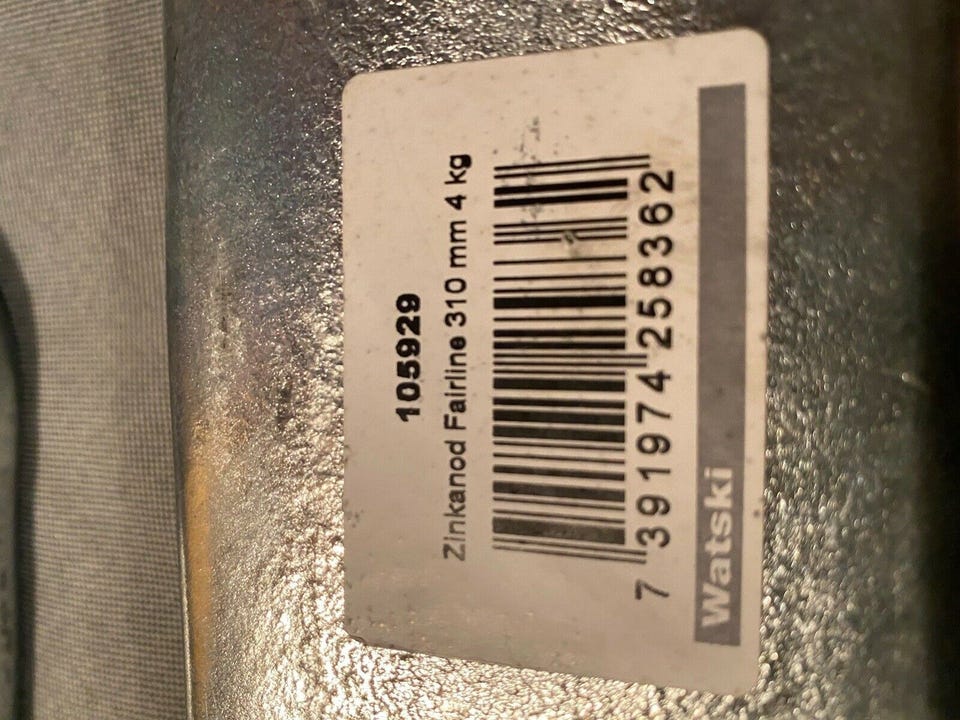 105929
Zinkanod Fairline 310 mm 4 kg
7 391974 258362
Watski